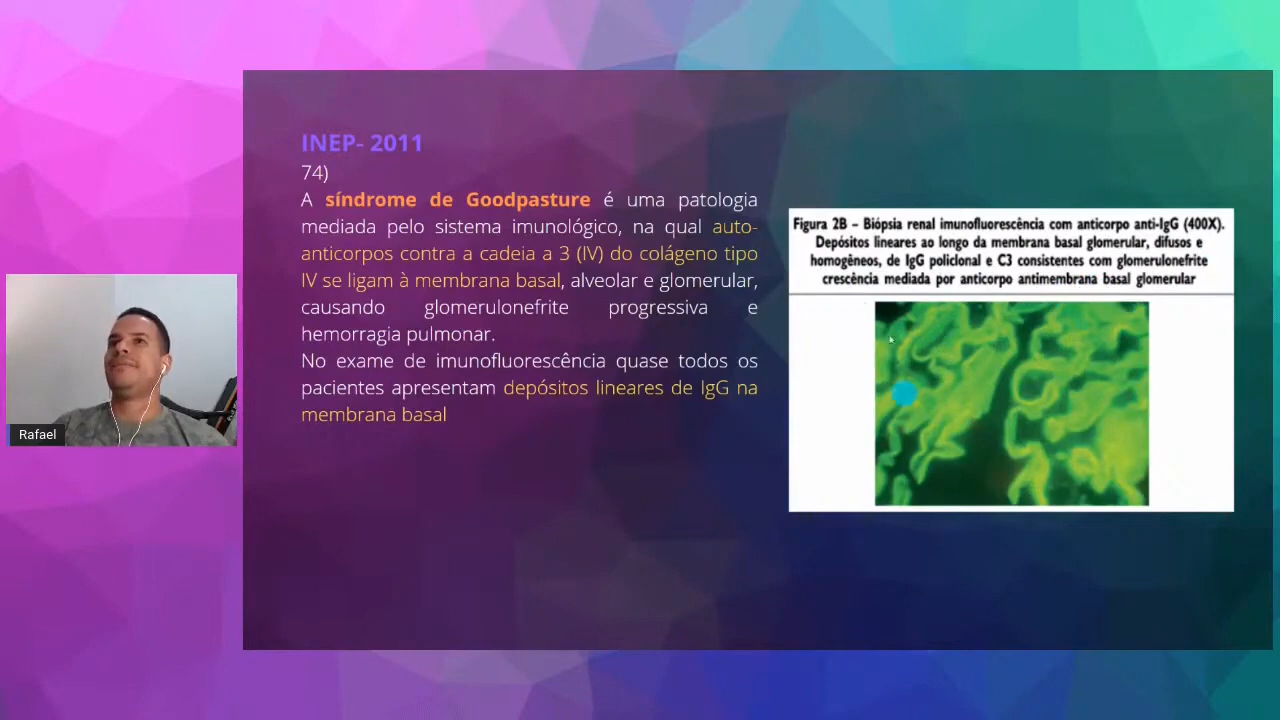 INEP- 2011
74)
A síndrome de Goodpasture é uma patologia
mediada pelo sistema imunológico, na qual auto-
anticorpos contra a cadeia a 3 (IV) do colágeno tipo
IV se ligam à membrana basal, alveolar e glomerular,
causando glomerulonefrite progressiva e
hemorragia pulmonar.
No exame de imunofluorescência quase todos os
pacientes apresentam depósitos lineares de IgG na
membrana basal
Figura 2B – Biópsia renal imunofluorescência com anticorpo anti-IgG (400X).
Depósitos lineares ao longo da membrana basal glomerular, difusos e
homogêneos, de IgG policlonal e C3 consistentes com glomerulonefrite
crescência mediada por anticorpo antimembrana basal glomerular
Rafael